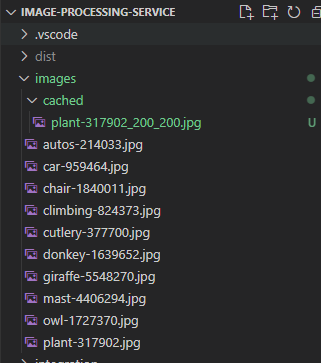 IMAGE-PROCESSING-SERVICE
.vscode
dist
images
cached
plant-317902_200_200.jpg U
autos-214033.jpg
car-959464.jpg
chair-1840011.jpg
climbing-824373.jpg
cutlery-377700.jpg
donkey-1639652.jpg
giraffe-5548270.jpg
mast-4406294.jpg
owl-1727370.jpg
plant-317902.jpg